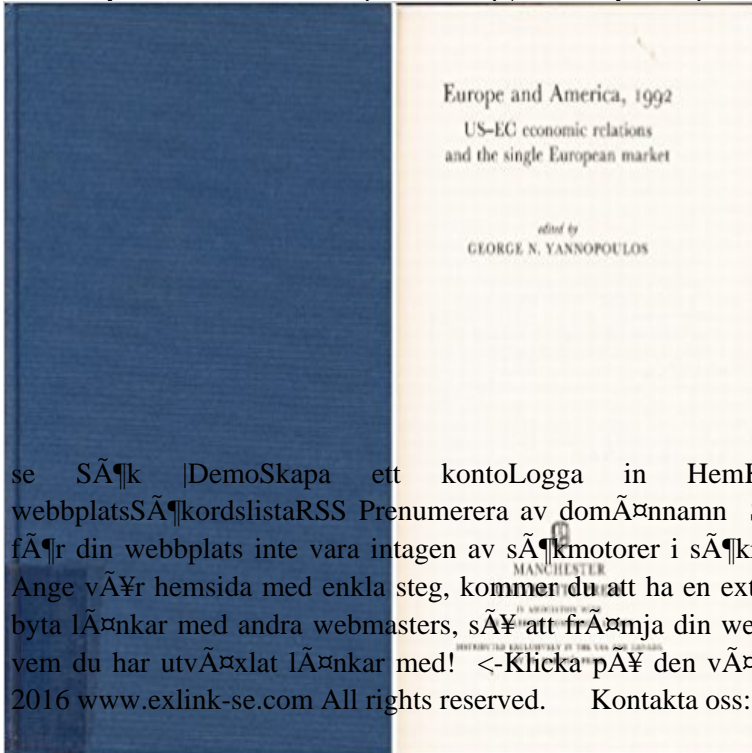 Europe and America, 1992
US–EC economic relations
and the single European market
edited by
GEORGE N. YANNOPOULOS
se SÃ¶k |DemoSkapa ett kontoLogga in
webbplatsSÃ¶kordslistaRSS Prenumerera av domÃ¤nnamn
fÃ¶r din webbplats inte vara intagen av sÃ¶kmotorer i
MANCHESTER
Ange vÃ¥r hemsida med enkla steg, kommer du att ha en
byta lÃ¤nkar med andra webmasters, sÃ¥ att frÃ¤mja din
vem du har utvÃ¤xlat lÃ¤nkar med! <-Klicka pÃ¥ den
2016 www.exlink-se.com All rights reserved. Kontakta oss: